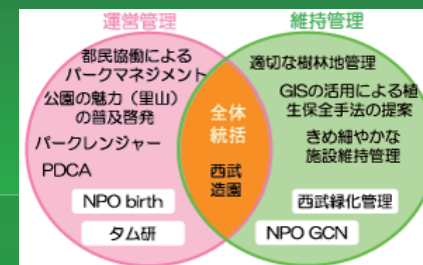 運営管理
維持管理
都民協働による
パークマネジメント
公園の魅力（里山）
の普及啓発
パークレンジャー
PDCA
NPO birth
タム研
全体
統括
西武
造園
適切な樹林地管理
GISの活用による植
生保全手法の提案
きめ細やかな
施設維持管理
西武緑化管理
NPO GCN